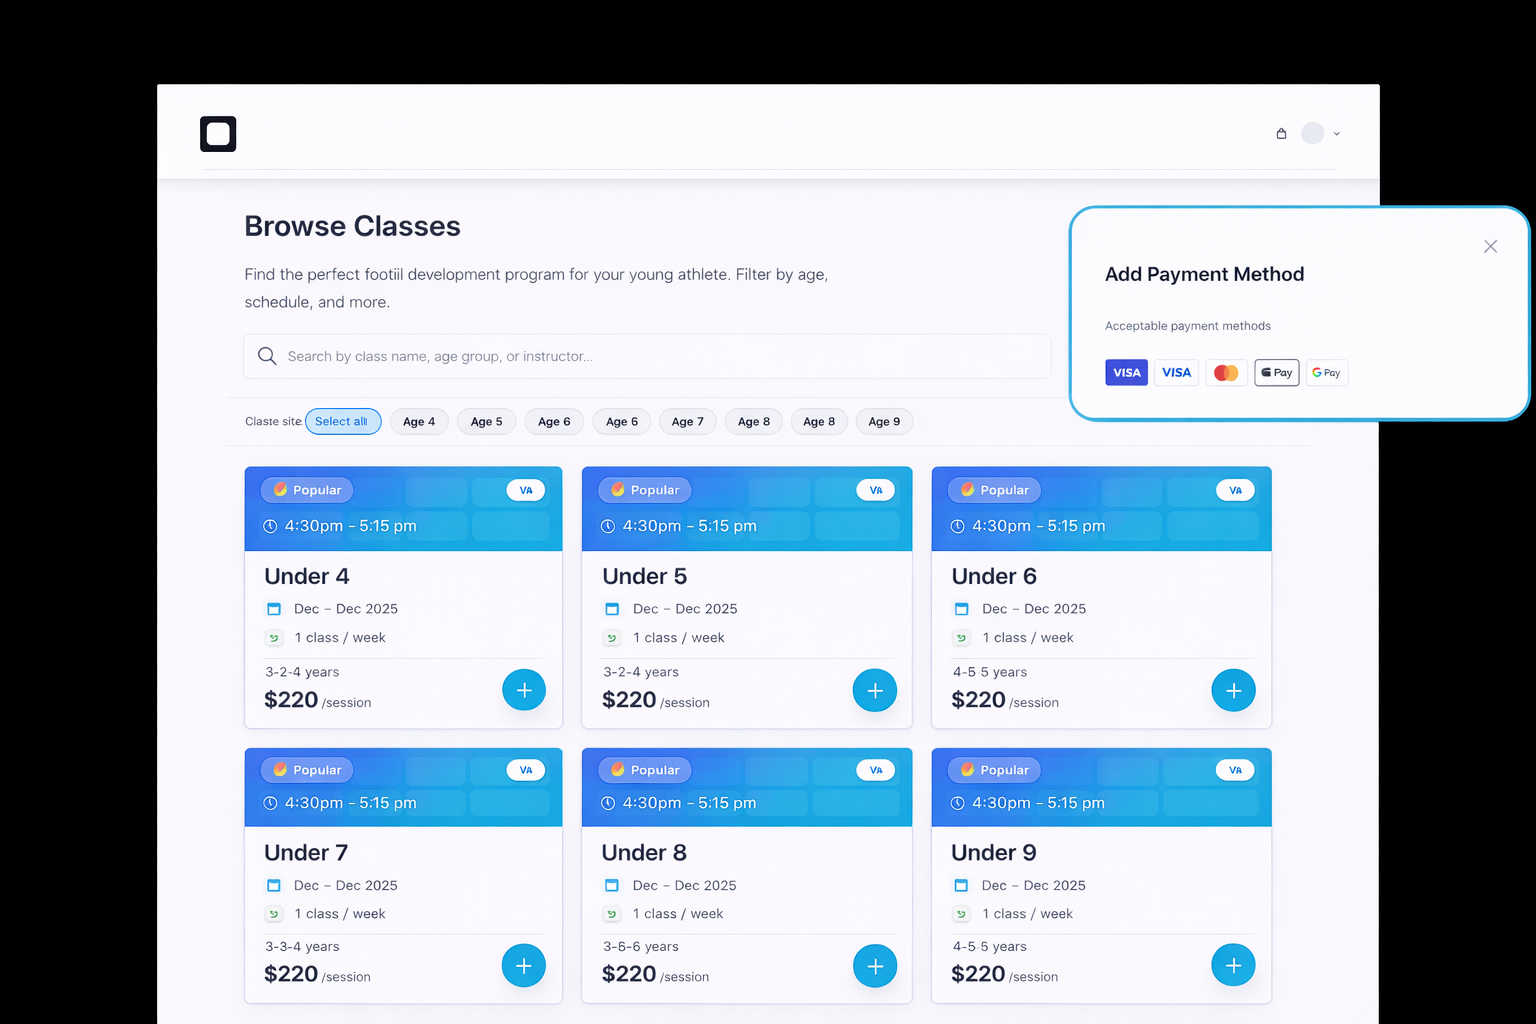 Browse Classes
Find the perfect footiil development program for your young athlete. Filter by age,
schedule, and more.
Search by class name, age group, or instructor...
Add Payment Method
Acceptable payment methods
VISA VISA Pay G Pay
Claste site Select all Age 4 Age 5 Age 6 Age 6 Age 7 Age 8 Age 8 Age 9
Popular
4:30pm – 5:15 pm
Under 4
Dec – Dec 2025
1 class / week
3-2-4 years
$220 /session
Popular
4:30pm – 5:15 pm
Under 5
Dec – Dec 2025
1 class / week
3-2-4 years
$220 /session
Popular
4:30pm – 5:15 pm
Under 6
Dec – Dec 2025
1 class / week
4-5 5 years
$220 /session
Popular
4:30pm – 5:15 pm
Under 7
Dec – Dec 2025
1 class / week
3-3-4 years
$220 /session
Popular
4:30pm – 5:15 pm
Under 8
Dec – Dec 2025
1 class / week
years
$220 /session
Popular
4:30pm – 5:15 pm
Under 9
Dec – Dec 2025
1 class / week
4-5 5 years
$220 /session